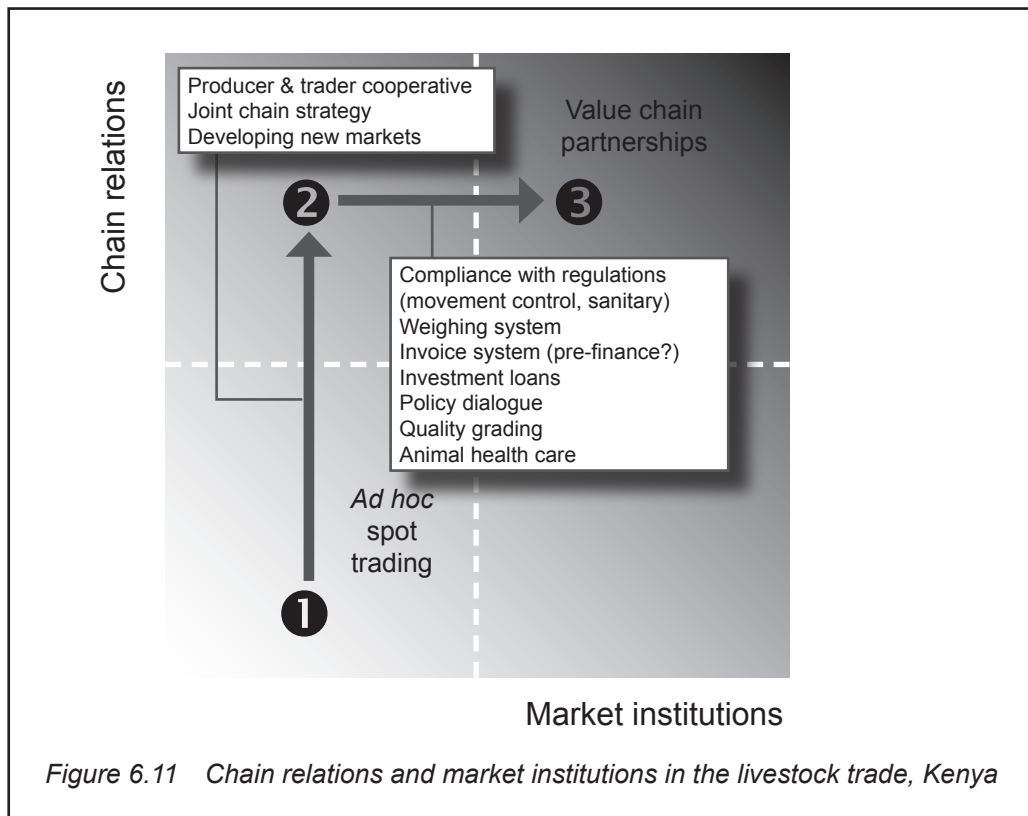 Chain relations
Producer & trader cooperative
Joint chain strategy
Developing new markets
Value chain
partnerships
2
3
Compliance with regulations
(movement control, sanitary)
Weighing system
Invoice system (pre-finance?)
Investment loans
Policy dialogue
Quality grading
Animal health care
Ad hoc
spot
trading
1
Market institutions
Figure 6.11 Chain relations and market institutions in the livestock trade, Kenya